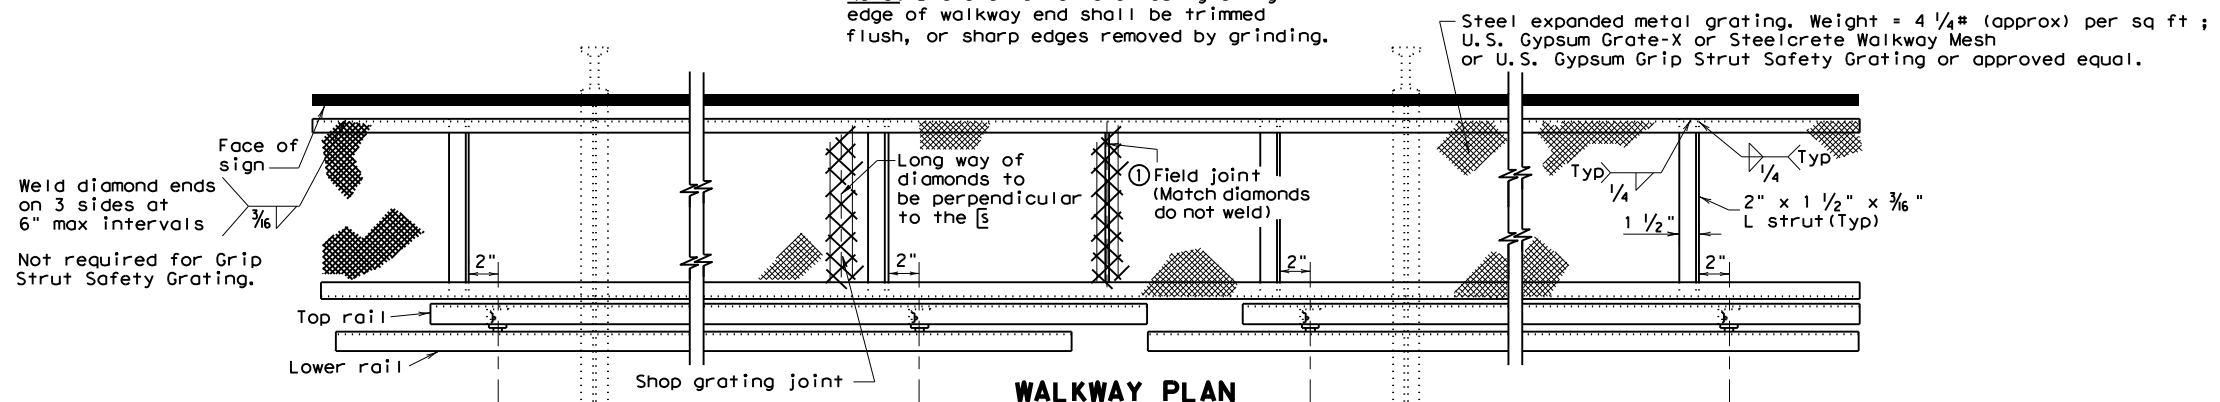 edge of walkway end shall be trimmed
flush, or sharp edges removed by grinding.
Steel expanded metal grating. Weight = 4 1/4# (approx) per sq ft ;
U.S. Gypsum Grate-X or Steelcrete Walkway Mesh
or U.S. Gypsum Grip Strut Safety Grating or approved equal.
Face of
sign
Weld diamond ends
on 3 sides at
6" max intervals
3/16
Not required for Grip
Strut Safety Grating.
Long way of
diamonds to
be perpendicular
to the
① Field joint
(Match diamonds
do not weld)
Typ
1/4
Typ
1/4
2" x 1 1/2" x 3/16"
L strut (Typ)
1 1/2"
2"
2"
2"
2"
Top rail
Lower rail
Shop grating joint
WALKWAY PLAN